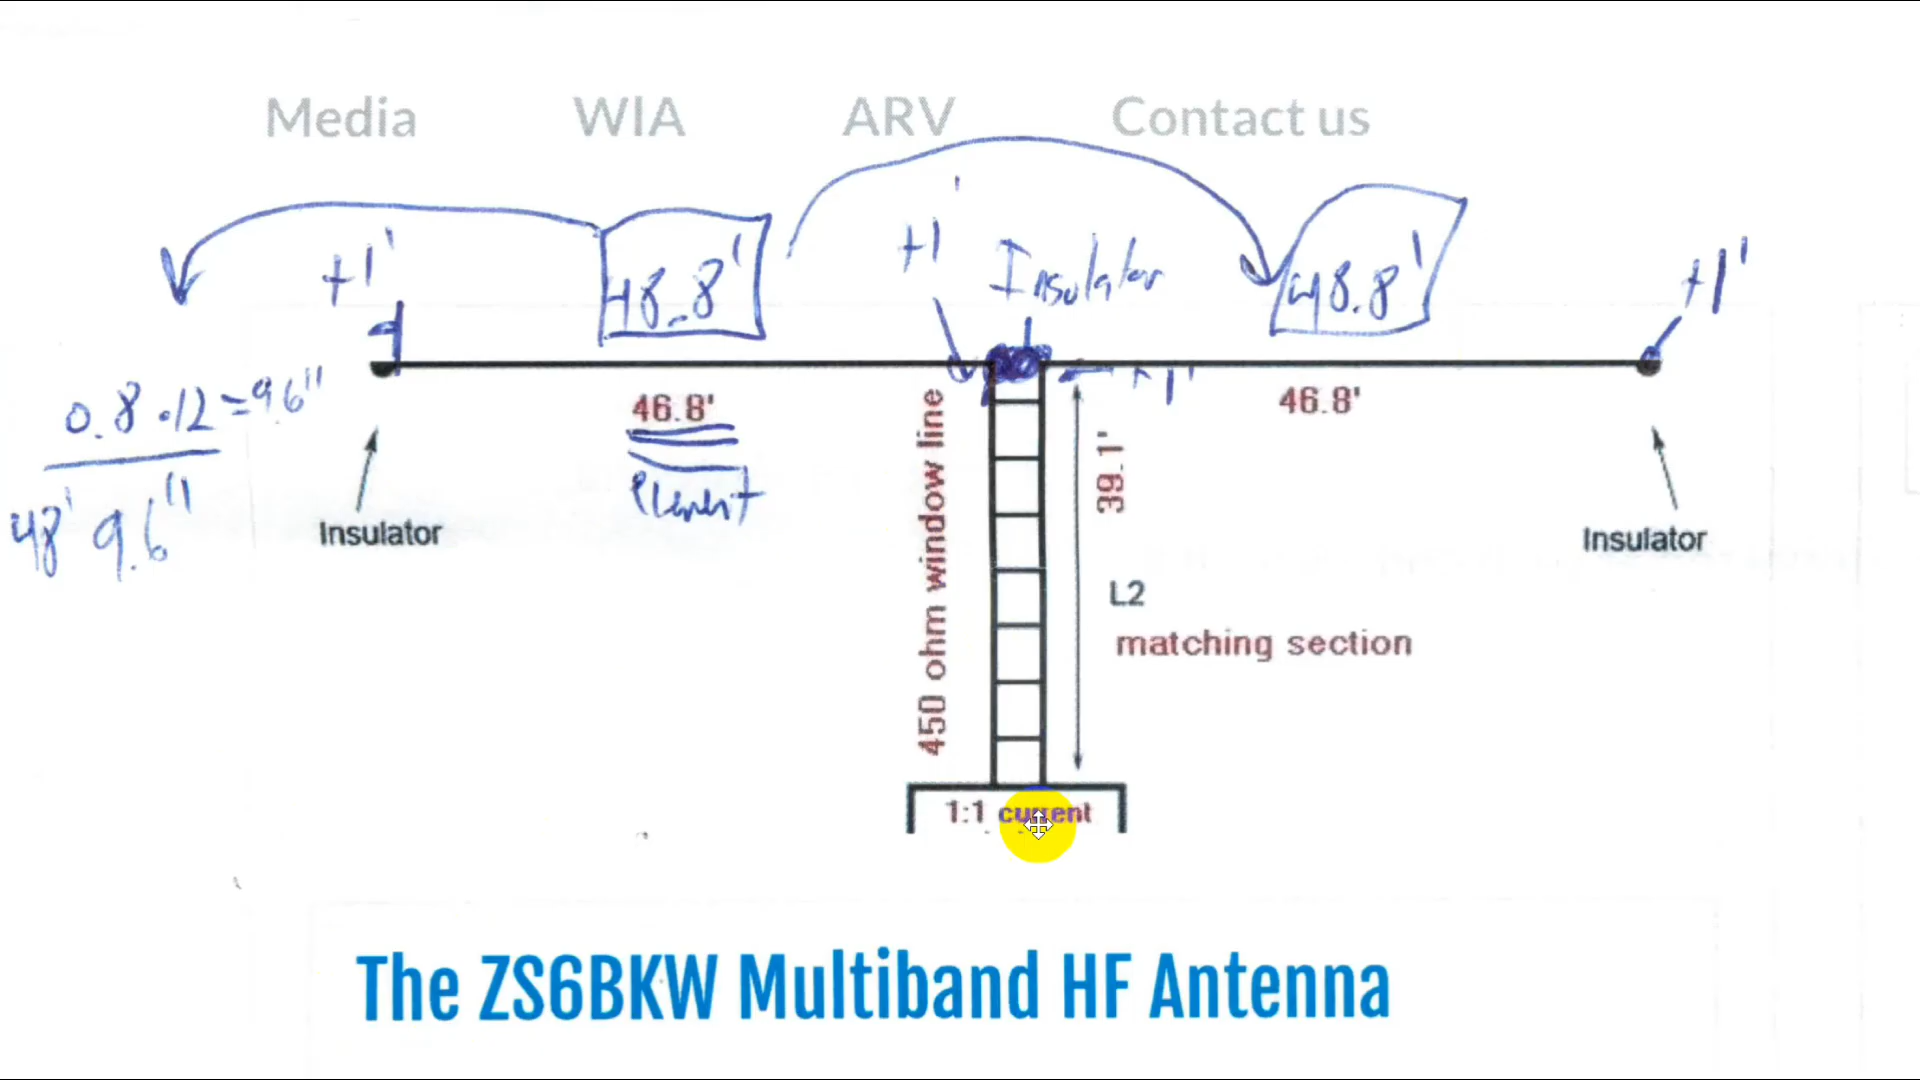 Media WIA ARV Contact us
+1' 48.8' +1' Insulator 48.8' +1'
+1'
0.8 · 12 = 9.6"
48' 9.6"
46.8' 46.8'
Element
Insulator Insulator
450 ohm window line
39.1'
L2
matching section
1:1 current
The ZS6BKW Multiband HF Antenna